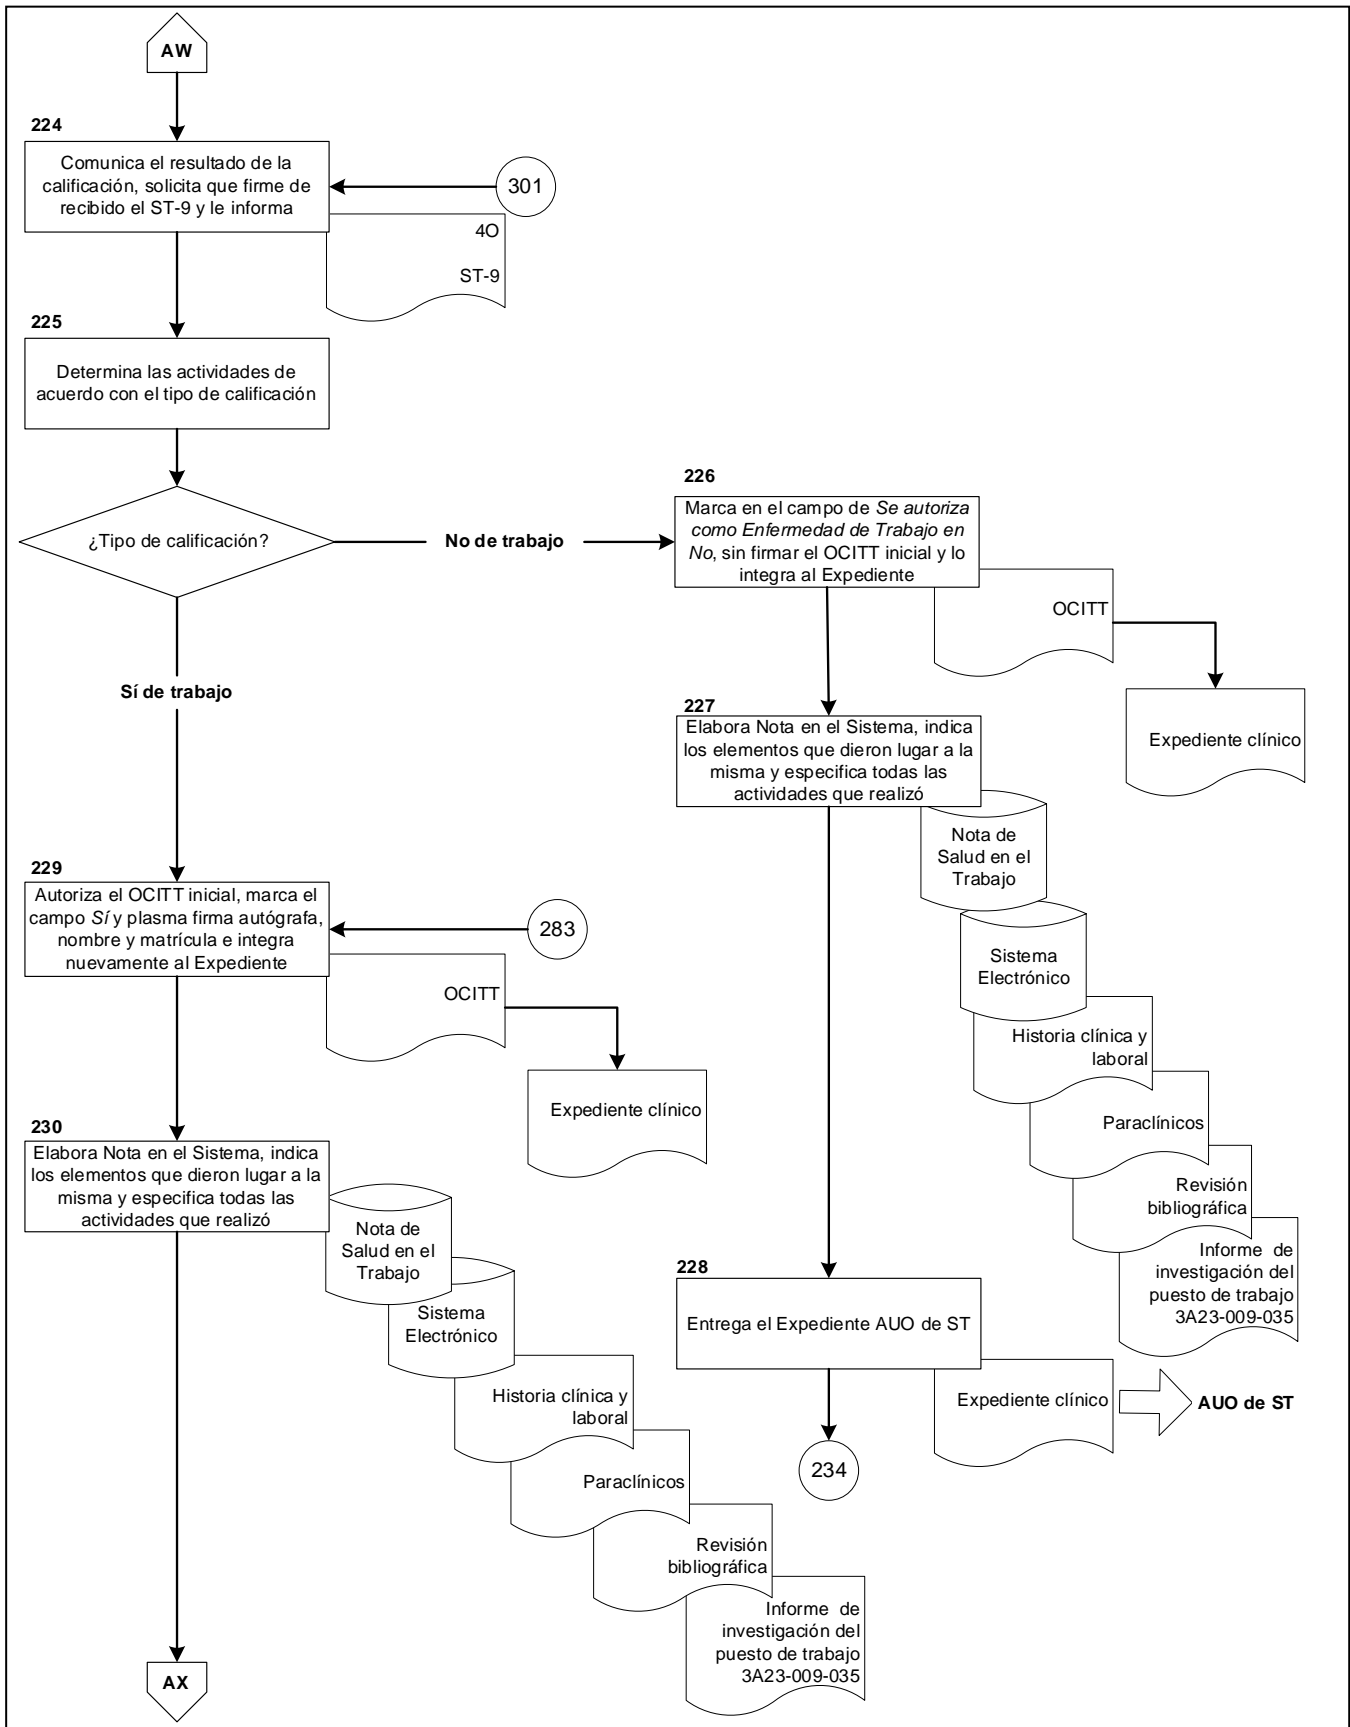 AW
224
Comunica el resultado de la
calificación, solicita que firme de
recibido el ST-9 y le informa
301
4O
ST-9
225
Determina las actividades de
acuerdo con el tipo de calificación
¿Tipo de calificación?
No de trabajo
Sí de trabajo
226
Marca en el campo de Se autoriza
como Enfermedad de Trabajo en
No, sin firmar el OCITT inicial y lo
integra al Expediente
OCITT
Expediente clínico
227
Elabora Nota en el Sistema, indica
los elementos que dieron lugar a la
misma y especifica todas las
actividades que realizó
Nota de
Salud en el
Trabajo
Sistema
Electrónico
Historia clínica y
laboral
Paraclínicos
Revisión
bibliográfica
Informe de
investigación del
puesto de trabajo
3A23-009-035
228
Entrega el Expediente AUO de ST
Expediente clínico
AUO de ST
234
229
Autoriza el OCITT inicial, marca el
campo Sí y plasma firma autógrafa,
nombre y matrícula e integra
nuevamente al Expediente
283
OCITT
Expediente clínico
230
Elabora Nota en el Sistema, indica
los elementos que dieron lugar a la
misma y especifica todas las
actividades que realizó
Nota de
Salud en el
Trabajo
Sistema
Electrónico
Historia clínica y
laboral
Paraclínicos
Revisión
bibliográfica
Informe de
investigación del
puesto de trabajo
3A23-009-035
AX